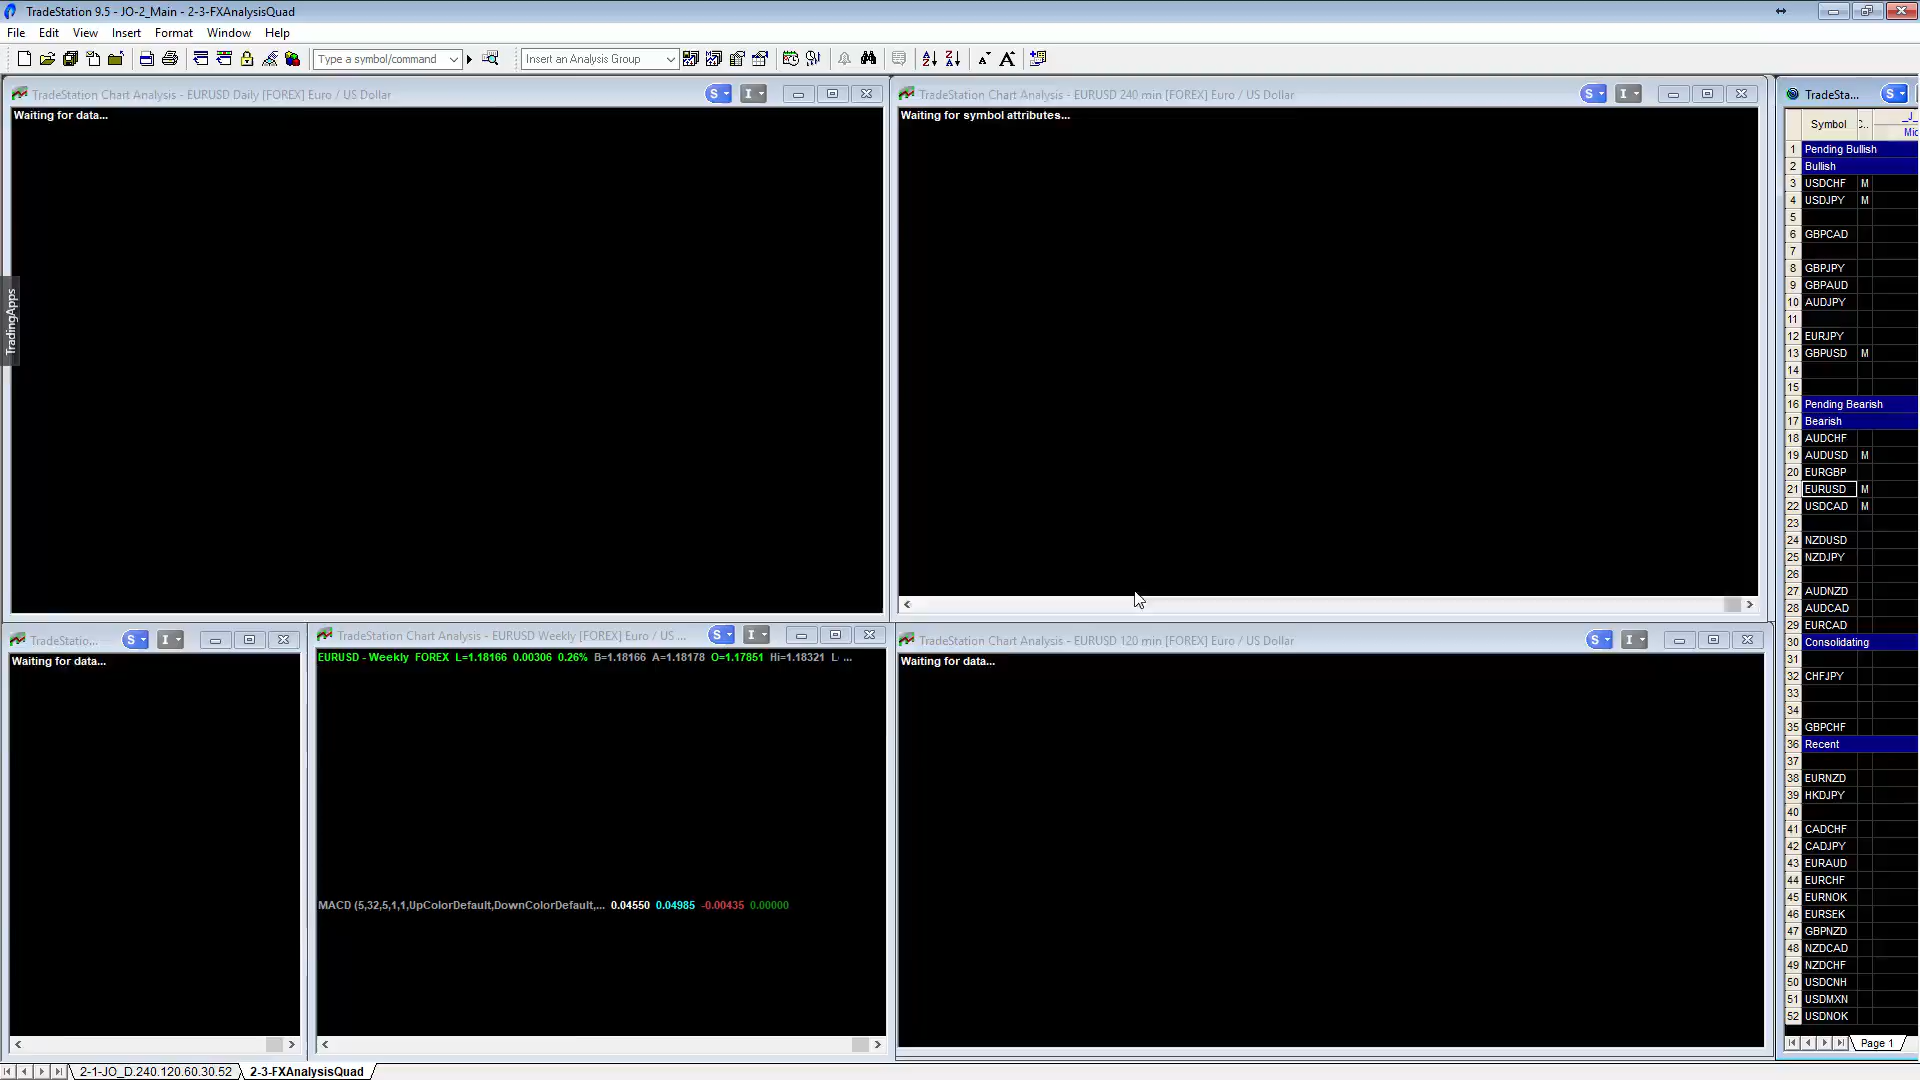 TradeStation 9.5 - JO-2_Main - 2-3-FXAnalysisQuad
File Edit View Insert Format Window Help
Type a symbol/command
Insert an Analysis Group
TradeStation Chart Analysis - EURUSD Daily [FOREX] Euro / US Dollar
S
I
Waiting for data...
TradingApps
TradeStation Chart Analysis - EURUSD 240 min [FOREX] Euro / US Dollar
S
I
Waiting for symbol attributes...
TradeStatio...
S
I
Waiting for data...
TradeStation Chart Analysis - EURUSD Weekly [FOREX] Euro / US ...
S
I
EURUSD - Weekly FOREX L=1.18166 0.00306 0.26% B=1.18166 A=1.18178 O=1.17851 Hi=1.18321 L ...
MACD (5,32,5,1,1,UpColorDefault,DownColorDefault,... 0.04550 0.04985 -0.00435 0.00000
TradeStation Chart Analysis - EURUSD 120 min [FOREX] Euro / US Dollar
S
I
Waiting for data...
TradeSta...
S
Symbol
1 Pending Bullish
2 Bullish
3 USDCHF M
4 USDJPY M
5
6 GBPCAD
7
8 GBPJPY
9 GBPAUD
10 AUDJPY
11
12 EURJPY
13 GBPUSD M
14
15
16 Pending Bearish
17 Bearish
18 AUDCHF
19 AUDUSD M
20 EURGBP
21 EURUSD M
22 USDCAD M
23
24 NZDUSD
25 NZDJPY
26
27 AUDNZD
28 AUDCAD
29 EURCAD
30 Consolidating
31
32 CHFJPY
33
34
35 GBPCHF
36 Recent
37
38 EURNZD
39 HKDJPY
40
41 CADCHF
42 CADJPY
43 EURAUD
44 EURCHF
45 EURNOK
46 EURSEK
47 GBPNZD
48 NZDCAD
49 NZDCHF
50 USDCNH
51 USDMXN
52 USDNOK
Page 1
2-1-JO_D.240.120.60.30.52
2-3-FXAnalysisQuad